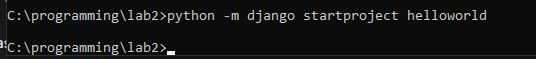 C:\programming\lab2>python -m django startproject helloworld
C:\programming\lab2>